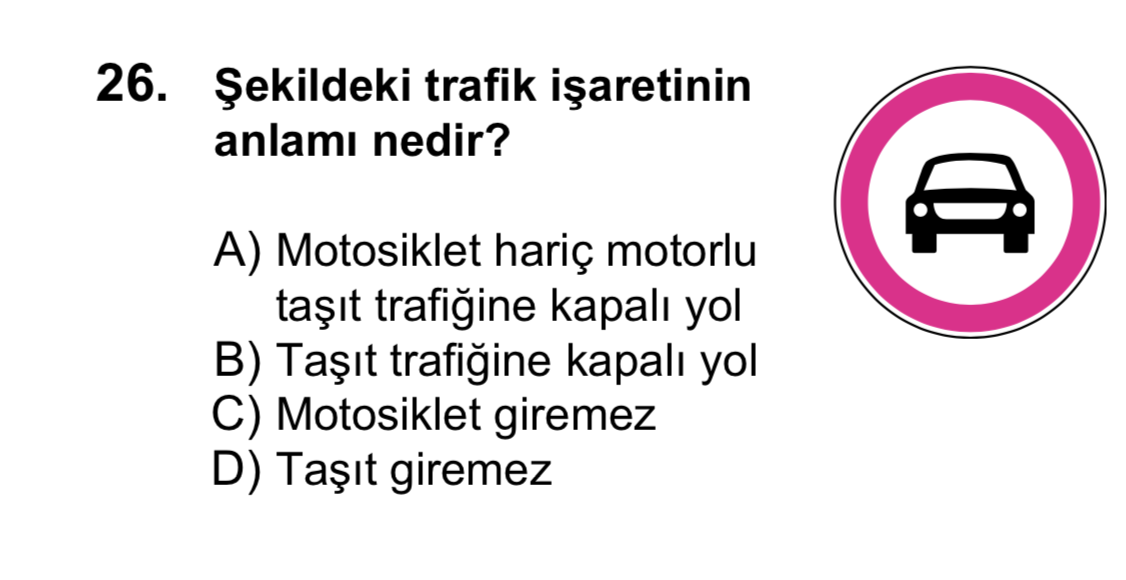 26. Şekildeki trafik işaretinin
anlamı nedir?
A) Motosiklet hariç motorlu
taşıt trafiğine kapalı yol
B) Taşıt trafiğine kapalı yol
C) Motosiklet giremez
D) Taşıt giremez